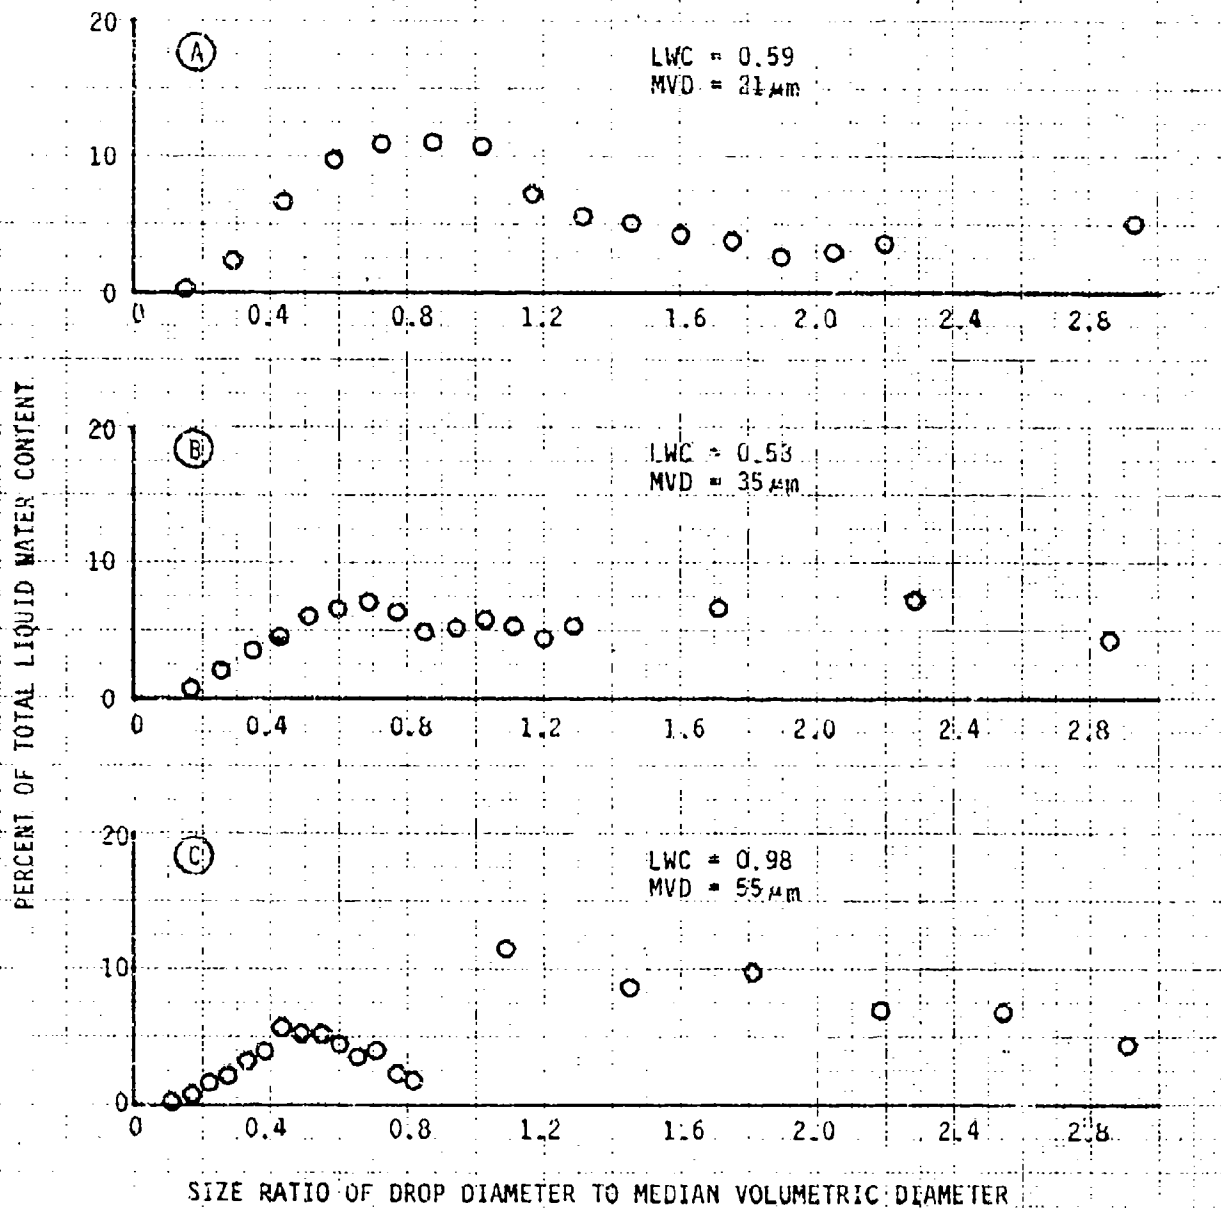 20
A
LWC = 0.59
MVD = 21 μm
10
0
0 0.4 0.8 1.2 1.6 2.0 2.4 2.8
PERCENT OF TOTAL LIQUID WATER CONTENT
20
B
LWC = 0.53
MVD = 35 μm
10
0
0 0.4 0.8 1.2 1.6 2.0 2.4 2.8
20
C
LWC = 0.98
MVD = 55 μm
10
0
0 0.4 0.8 1.2 1.6 2.0 2.4 2.8
SIZE RATIO OF DROP DIAMETER TO MEDIAN VOLUMETRIC DIAMETER